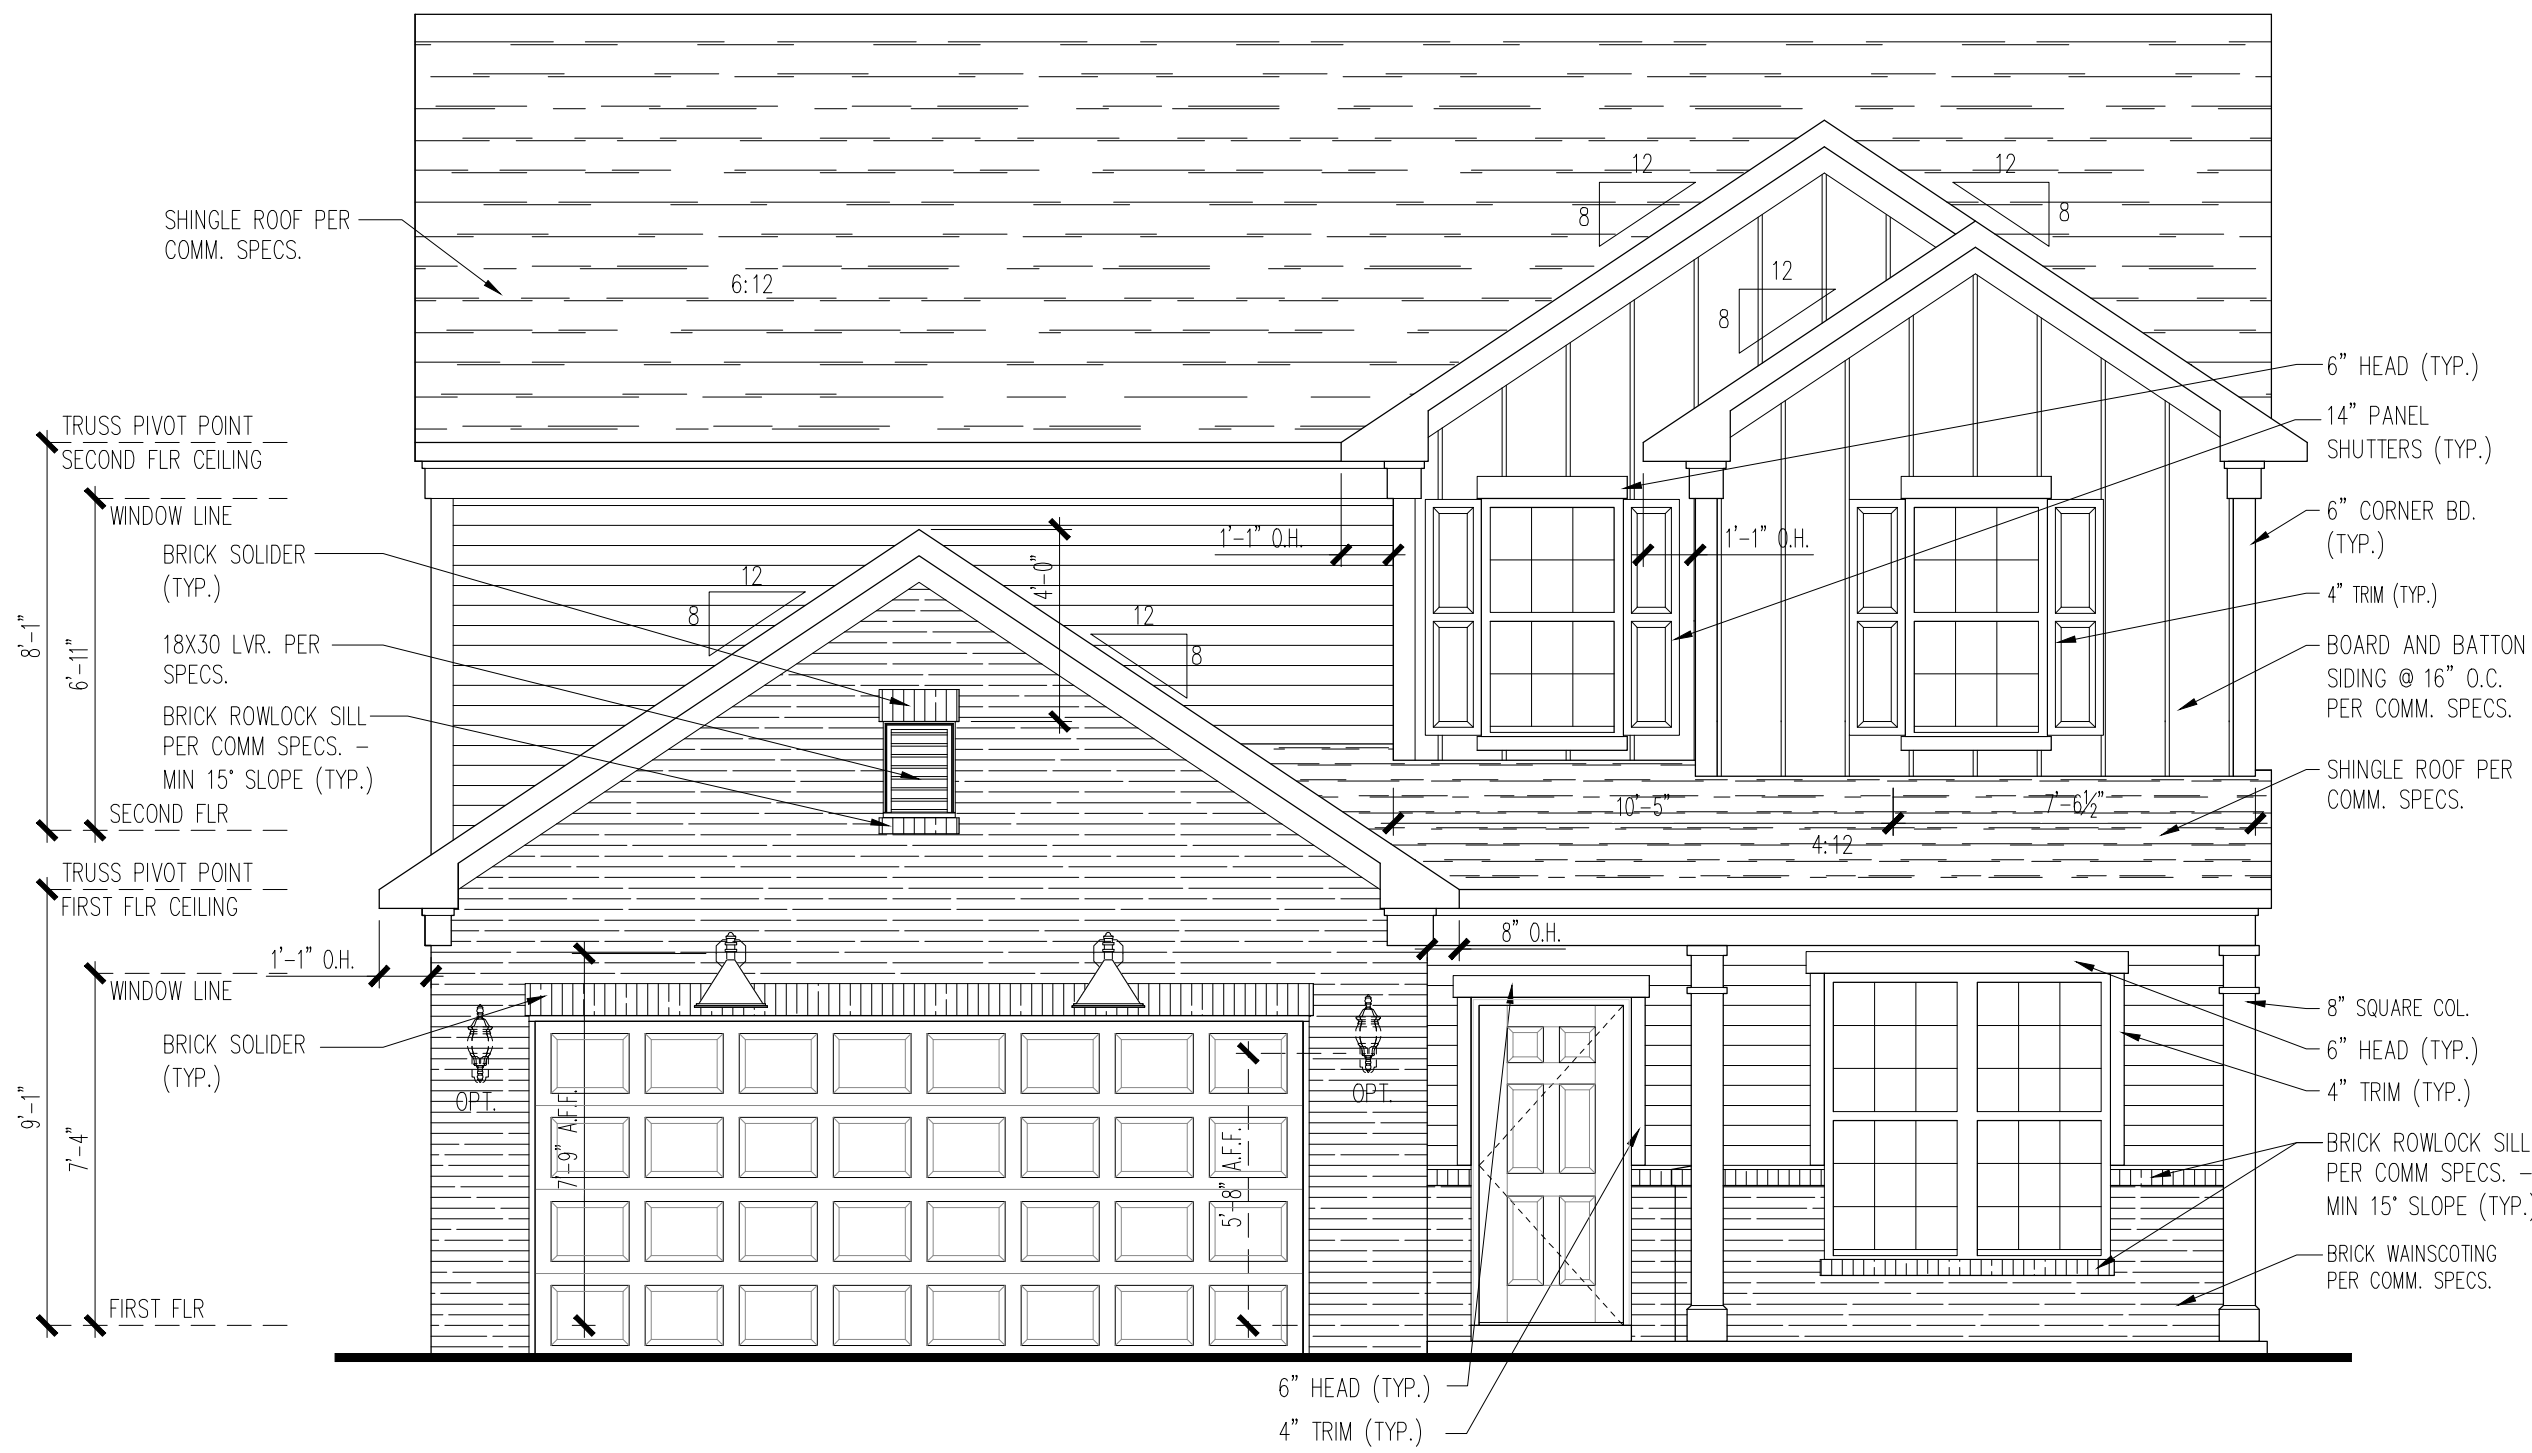 12
12
8
8
SHINGLE ROOF PER
COMM. SPECS.
6:12
12
8
6” HEAD (TYP.)
14” PANEL
SHUTTERS (TYP.)
TRUSS PIVOT POINT
SECOND FLR CEILING
WINDOW LINE
6” CORNER BD.
(TYP.)
1’-1” O.H.
1’-1” O.H.
BRICK SOLIDER
(TYP.)
4’-0”
12
8
12
8
4” TRIM (TYP.)
8’-1”
6’-11”
18X30 LVR. PER
SPECS.
BOARD AND BATTON
SIDING @ 16” O.C.
PER COMM. SPECS.
BRICK ROWLOCK SILL
PER COMM SPECS. –
MIN 15° SLOPE (TYP.)
SHINGLE ROOF PER
COMM. SPECS.
SECOND FLR
10’-5”
7’-6½”
4:12
TRUSS PIVOT POINT
FIRST FLR CEILING
8” O.H.
1’-1” O.H.
WINDOW LINE
8” SQUARE COL.
BRICK SOLIDER
(TYP.)
6” HEAD (TYP.)
4” TRIM (TYP.)
OPT.
OPT.
9’-1”
7’-4”
7’-9” A.F.F.
5’-8” A.F.F.
BRICK ROWLOCK SILL
PER COMM SPECS. –
MIN 15° SLOPE (TYP.)
BRICK WAINSCOTING
PER COMM. SPECS.
FIRST FLR
6” HEAD (TYP.)
4” TRIM (TYP.)